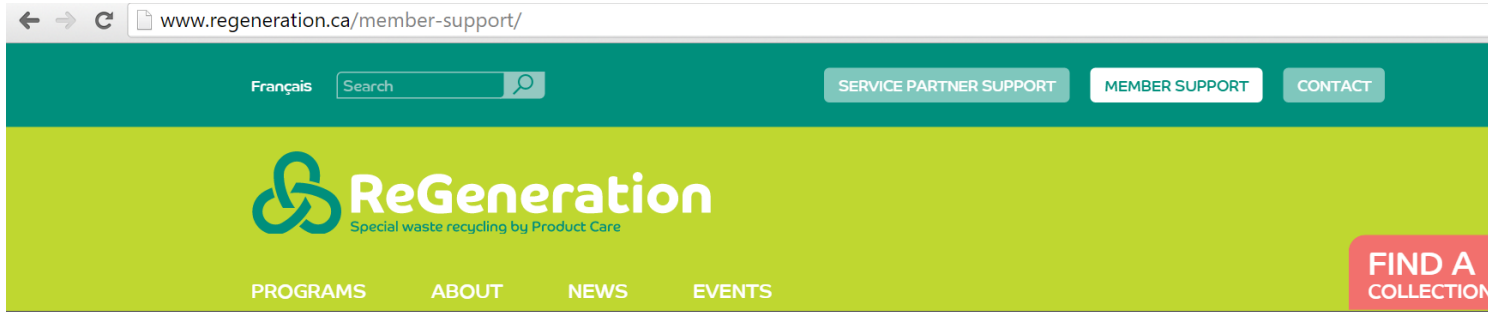 www.regeneration.ca/member-support/
Français Search SERVICE PARTNER SUPPORT MEMBER SUPPORT CONTACT
ReGeneration
Special waste recycling by Product Care
FIND A
COLLECTION
PROGRAMS ABOUT NEWS EVENTS